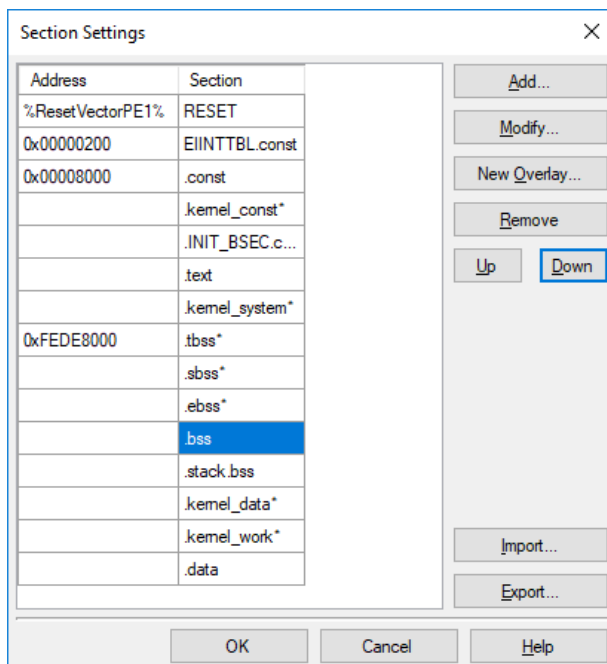 Section Settings
Address Section
%ResetVectorPE1% RESET
0x00000200 EIINTTBL.const
0x00008000 .const
.kernel_const*
.INIT_BSEC.c...
.text
.kernel_system*
0xFEDE8000 .tbss*
.sbss*
.ebss*
.bss
.stack.bss
.kernel_data*
.kernel_work*
.data
Add...
Modify...
New Overlay...
Remove
Up Down
Import...
Export...
OK Cancel Help